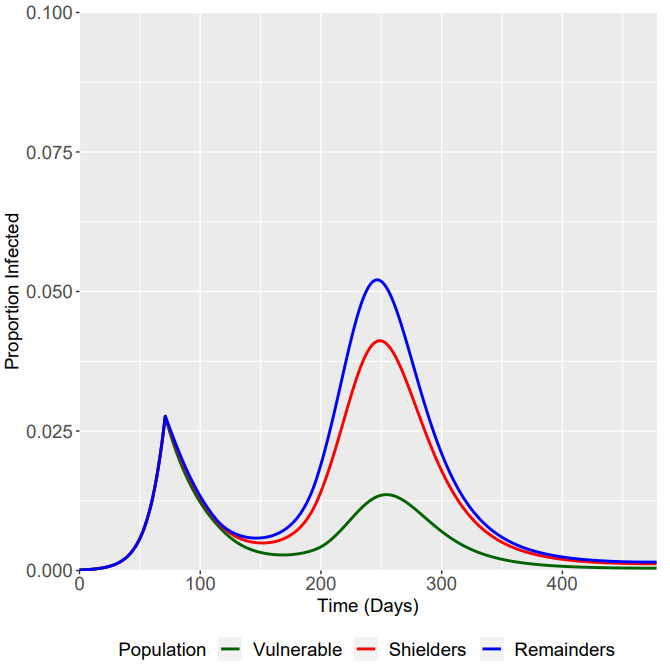 0.100
0.075
0.050
0.025
0.000
Proportion Infected
0 100 200 300 400
Time (Days)
Population Vulnerable Shielders Remainders